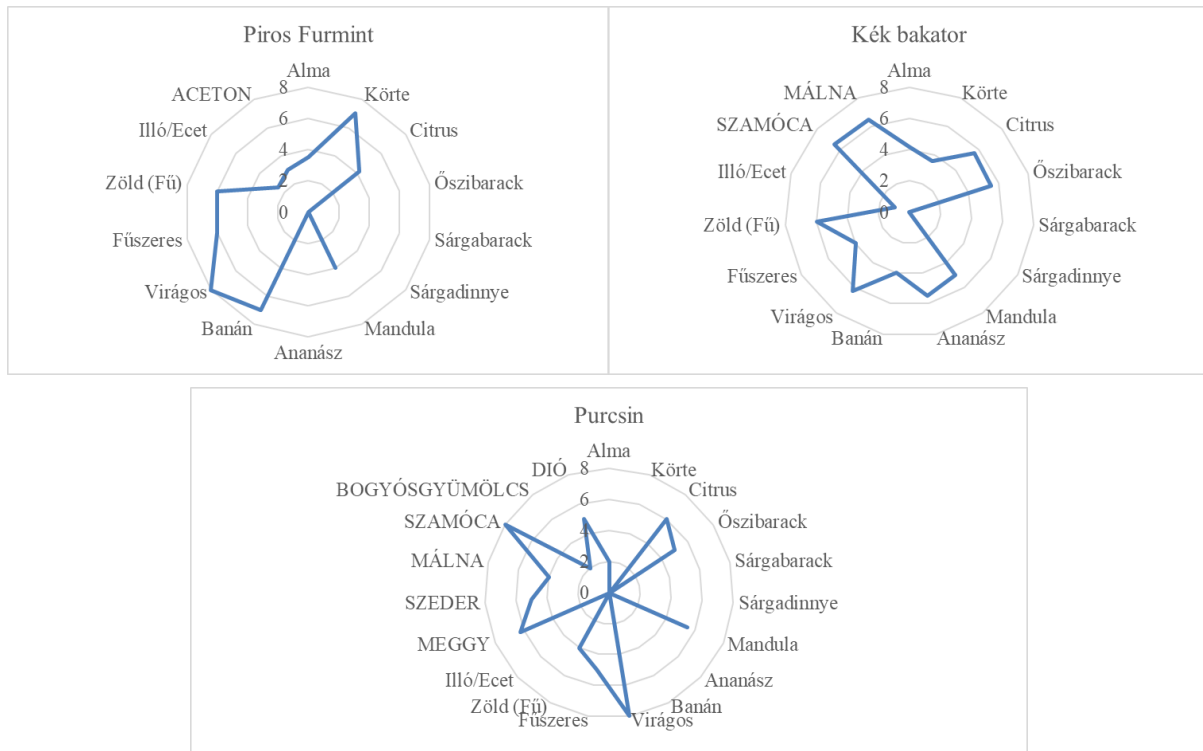 Piros Furmint
Alma
Körte
Citrus
Őszibarack
Sárgabarack
Sárgadinnye
Mandula
Ananász
Banán
Virágos
Fűszeres
Zöld (Fű)
Illó/Ecet
ACETON
8
6
4
2
0
Kék bakator
Alma
Körte
Citrus
Őszibarack
Sárgabarack
Sárgadinnye
Mandula
Ananász
Banán
Virágos
Fűszeres
Zöld (Fű)
Illó/Ecet
SZAMÓCA
MÁLNA
8
6
4
2
0
Purcsin
Alma
Körte
Citrus
Őszibarack
Sárgabarack
Sárgadinnye
Mandula
Ananász
Banán
Virágos
Fűszeres
Zöld (Fű)
Illó/Ecet
MEGGY
SZEDER
MÁLNA
SZAMÓCA
BOGYÓSGYÜMÖLCS
DIÓ
8
6
4
2
0